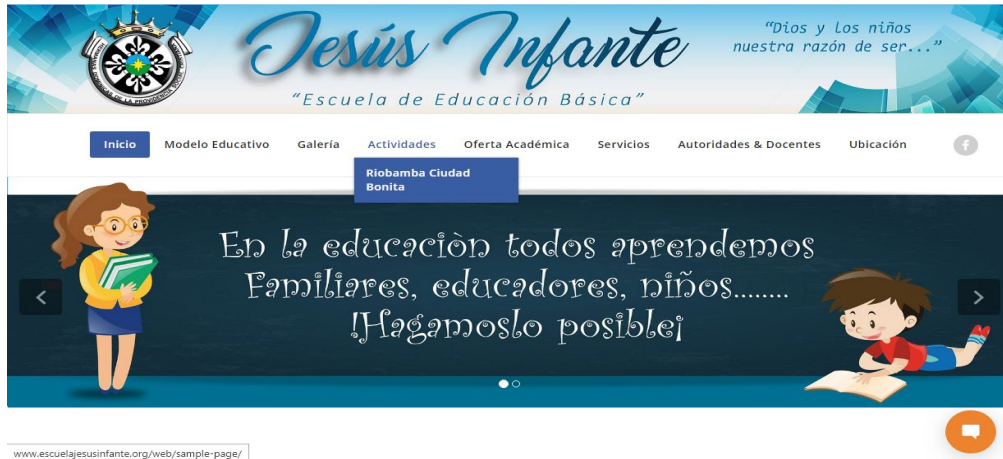 Jesús Infante
"Escuela de Educación Básica"
"Dios y Los niños
nuestra razón de ser..."
Inicio Modelo Educativo Galería Actividades Oferta Académica Servicios Autoridades & Docentes Ubicación
Riobamba Ciudad
Bonita
En la educaciòn todos aprendemos
Familiares, educadores, niños........
!Hagamoslo posible¡
www.escuelajesusinfante.org/web/sample-page/